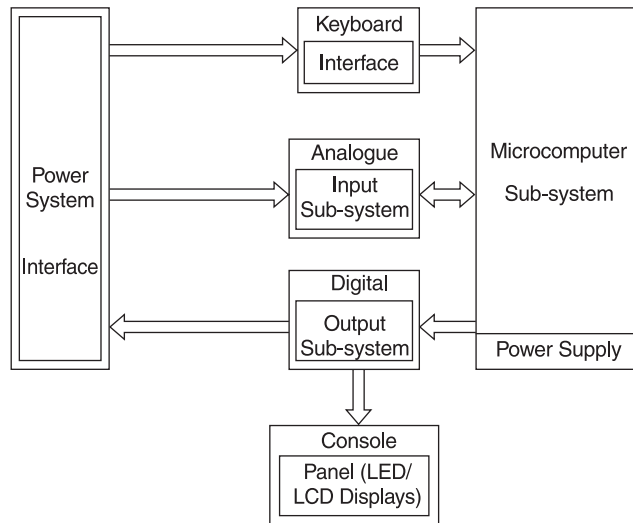 Power
System
Interface
Keyboard
Interface
Analogue
Input
Sub-system
Digital
Output
Sub-system
Console
Panel (LED/
LCD Displays)
Microcomputer
Sub-system
Power Supply